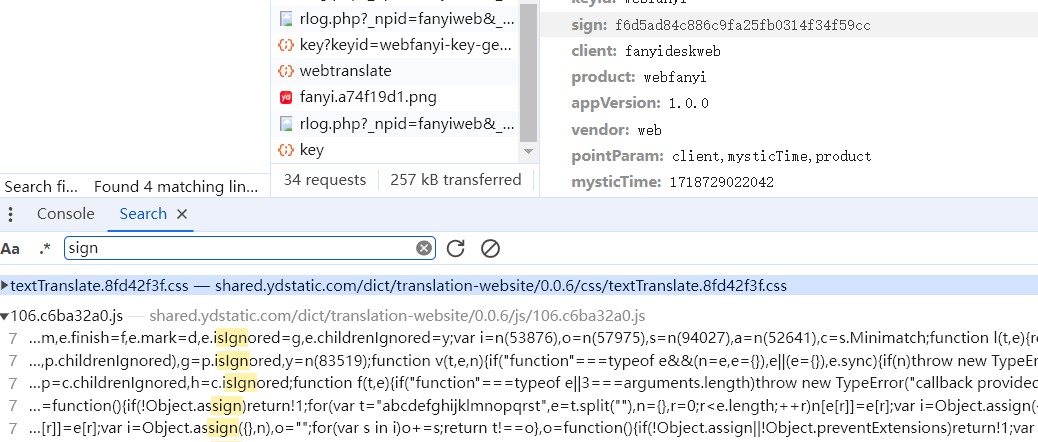 keyid: webfanyi
rlog.php?_npid=fanyiweb&_...
sign: f6d5ad84c886c9fa25fb0314f34f59cc
key?keyid=webfanyi-key-ge...
client: fanyideskweb
webtranslate
product: webfanyi
fanyi.a74f19d1.png
appVersion: 1.0.0
rlog.php?_npid=fanyiweb&_...
vendor: web
key
pointParam: client,mysticTime,product
Search fi... Found 4 matching lin...
34 requests 257 kB transferred
mysticTime: 1718729022042
Console Search ×
Aa .* sign
textTranslate.8fd42f3f.css — shared.ydstatic.com/dict/translation-website/0.0.6/css/textTranslate.8fd42f3f.css
106.c6ba32a0.js — shared.ydstatic.com/dict/translation-website/0.0.6/js/106.c6ba32a0.js
7 ...m,e.finish=f,e.mark=d,e.isIgnored=g,e.childrenIgnored=y;var i=n(53876),o=n(57975),s=n(94027),a=n(52641),c=s.Minimatch;function l(t,e){re
7 ...,p.childrenIgnored),g=p.isIgnored,y=n(83519);function v(t,e,n){if("function"===typeof e&&(n=e,e={}),e||(e={}),e.sync){if(n)throw new TypeE
7 ...p=c.childrenIgnored,h=c.isIgnored;function f(t,e){if("function"===typeof e||3===arguments.length)throw new TypeError("callback provided
7 ...=function(){if(!Object.assign)return!1;for(var t="abcdefghijklmnopqrst",e=t.split(""),n={},r=0;r<e.length;++r)n[e[r]]=e[r];var i=Object.assign(
7 ...[r]]=e[r];var i=Object.assign({},n),o="";for(var s in i)o+=s;return t!==o},o=function(){if(!Object.assign||!Object.preventExtensions)return!1;var